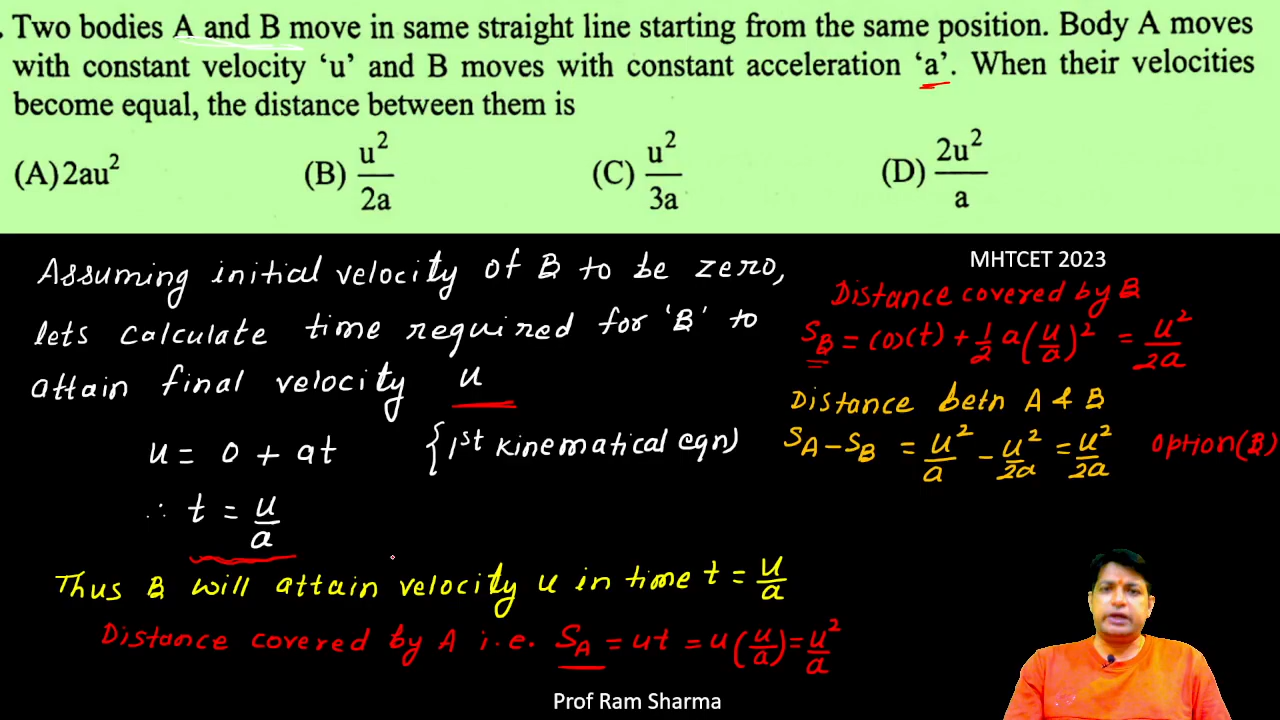 . Two bodies A and B move in same straight line starting from the same position. Body A moves
with constant velocity ‘u’ and B moves with constant acceleration ‘a’. When their velocities
become equal, the distance between them is
(A) 2au² (B) u²/2a (C) u²/3a (D) 2u²/a
Assuming initial velocity of B to be zero,
lets calculate time required for 'B' to
attain final velocity u
u = 0 + at {1st kinematical eqn)
∴ t = u/a
Thus B will attain velocity u in time t = u/a
Distance covered by A i.e. S_A = ut = u(u/a) = u²/a
MHTCET 2023
Distance covered by B
S_B = (0)(t) + 1/2 a(u/a)² = u²/2a
Distance betn A & B
S_A - S_B = u²/a - u²/2a = u²/2a option(B)
Prof Ram Sharma